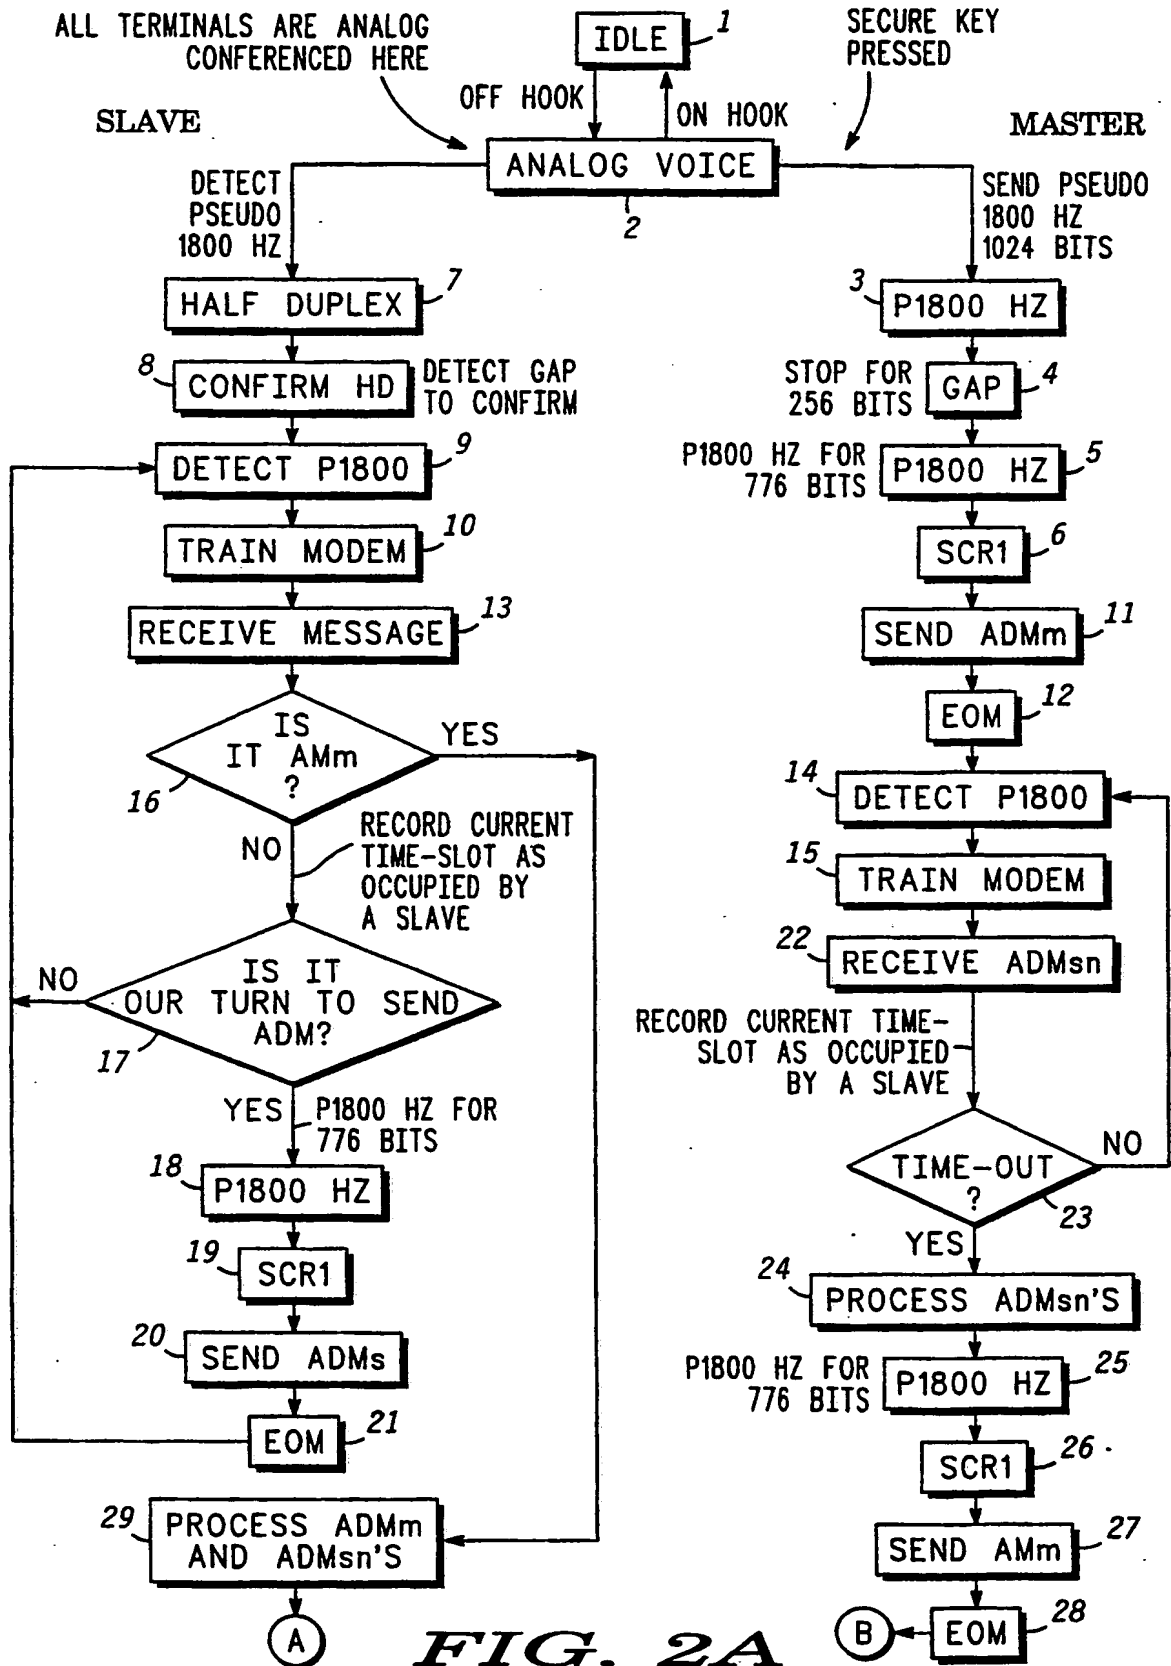 ALL TERMINALS ARE ANALOG
CONFERENCED HERE
IDLE
1
SECURE KEY
PRESSED
OFF HOOK
ON HOOK
SLAVE
MASTER
ANALOG VOICE
2
DETECT
PSEUDO
1800 HZ
SEND PSEUDO
1800 HZ
1024 BITS
HALF DUPLEX
7
3
P1800 HZ
8
CONFIRM HD
DETECT GAP
TO CONFIRM
STOP FOR
256 BITS
GAP
4
DETECT P1800
9
P1800 HZ FOR
776 BITS
P1800 HZ
5
TRAIN MODEM
10
SCR1
6
RECEIVE MESSAGE
13
SEND ADMm
11
IS
IT AMm
?
16
YES
NO
RECORD CURRENT
TIME-SLOT AS
OCCUPIED BY
A SLAVE
EOM
12
14
DETECT P1800
15
TRAIN MODEM
22
RECEIVE ADMsn
NO
IS IT
OUR TURN TO SEND
ADM?
17
RECORD CURRENT TIME-
SLOT AS OCCUPIED
BY A SLAVE
YES
P1800 HZ FOR
776 BITS
TIME-OUT
?
NO
23
YES
18
P1800 HZ
19
SCR1
24
PROCESS ADMsn'S
20
SEND ADMs
P1800 HZ FOR
776 BITS
P1800 HZ
25
EOM
21
SCR1
26
29
PROCESS ADMm
AND ADMsn'S
SEND AMm
27
A
B
EOM
28
FIG. 2A